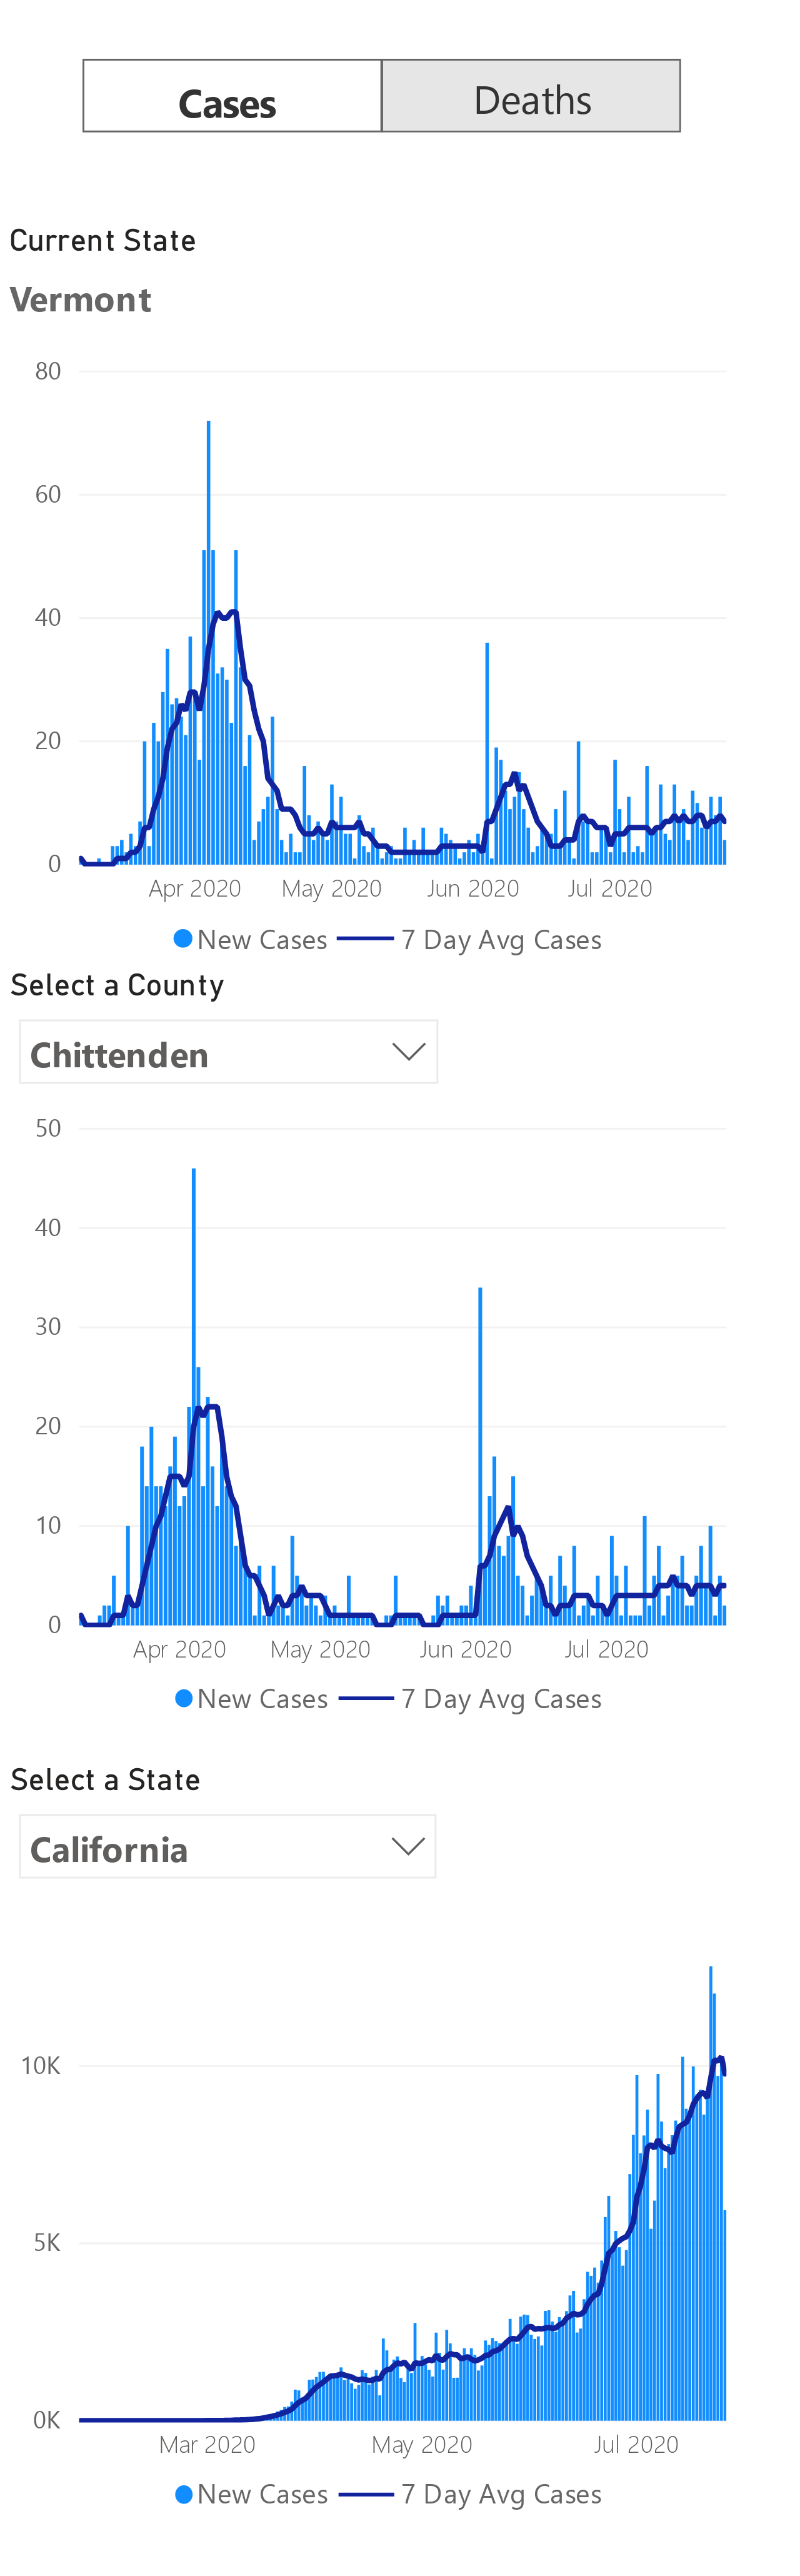 Cases Deaths
Current State
Vermont
80
60
40
20
0
Apr 2020 May 2020 Jun 2020 Jul 2020
New Cases 7 Day Avg Cases
Select a County
Chittenden
50
40
30
20
10
0
Apr 2020 May 2020 Jun 2020 Jul 2020
New Cases 7 Day Avg Cases
Select a State
California
10K
5K
0K
Mar 2020 May 2020 Jul 2020
New Cases 7 Day Avg Cases